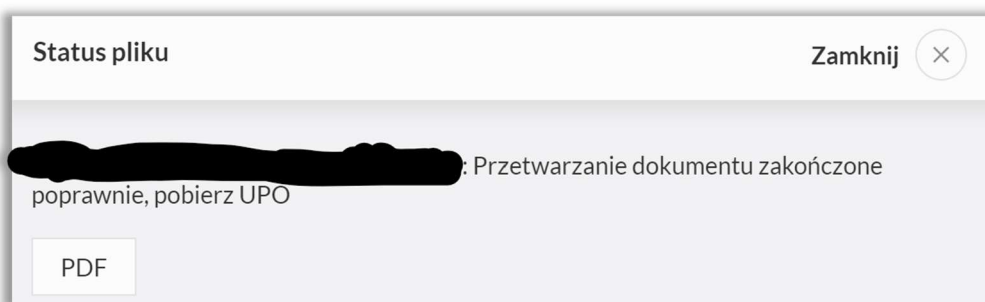 Status pliku
Zamknij
: Przetwarzanie dokumentu zakończone
poprawnie, pobierz UPO
PDF